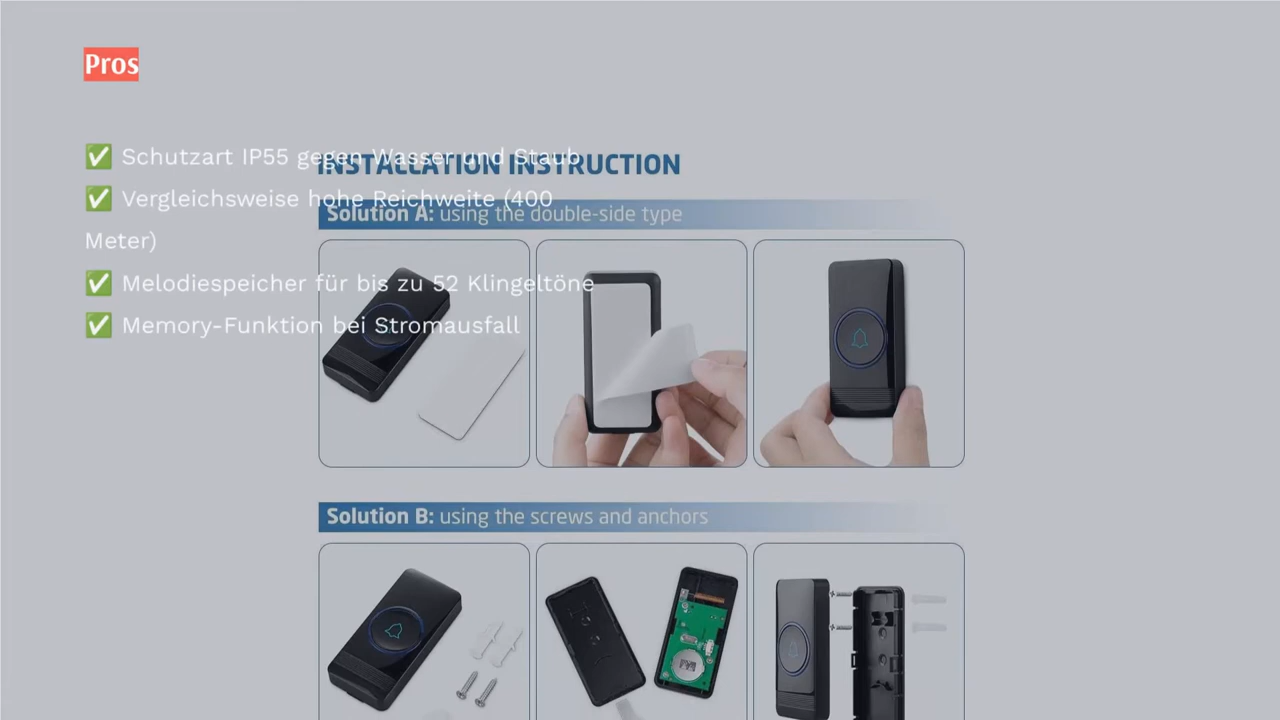 Pros
✅ Schutzart IP55 gegen Wasser und Staub
✅ Vergleichsweise hohe Reichweite (400
Meter)
✅ Melodiespeicher für bis zu 52 Klingeltöne
✅ Memory-Funktion bei Stromausfall
INSTALLATION INSTRUCTION
Solution A: using the double-side type
Solution B: using the screws and anchors